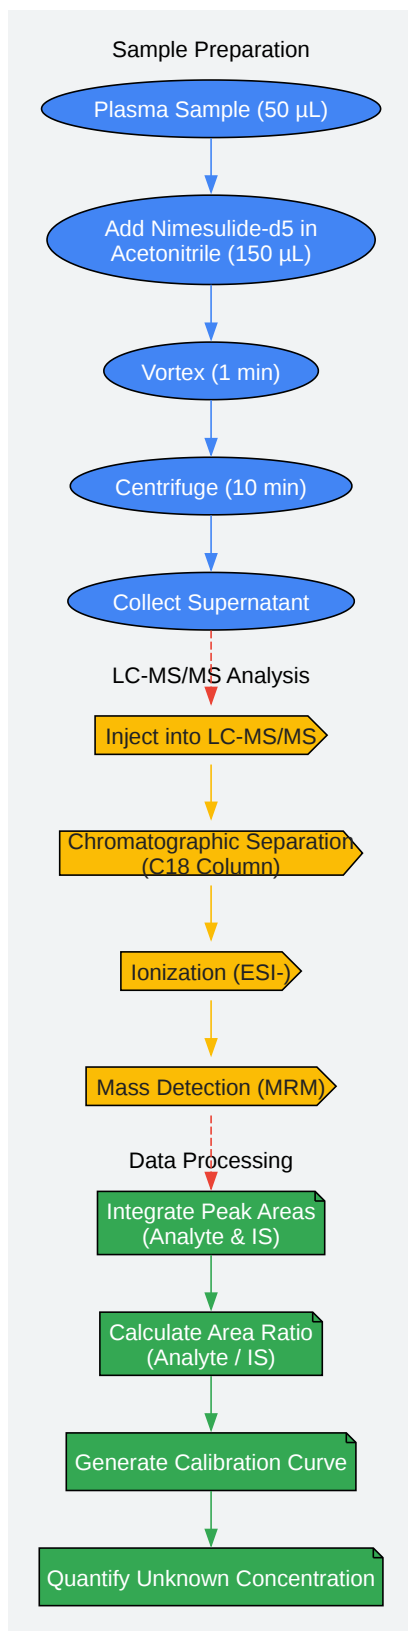 Sample Preparation
Plasma Sample (50 µL)
Add Nimesulide-d5 in
Acetonitrile (150 µL)
Vortex (1 min)
Centrifuge (10 min)
Collect Supernatant
LC-MS/MS Analysis
Inject into LC-MS/MS
Chromatographic Separation
(C18 Column)
Ionization (ESI-)
Mass Detection (MRM)
Data Processing
Integrate Peak Areas
(Analyte & IS)
Calculate Area Ratio
(Analyte / IS)
Generate Calibration Curve
Quantify Unknown Concentration